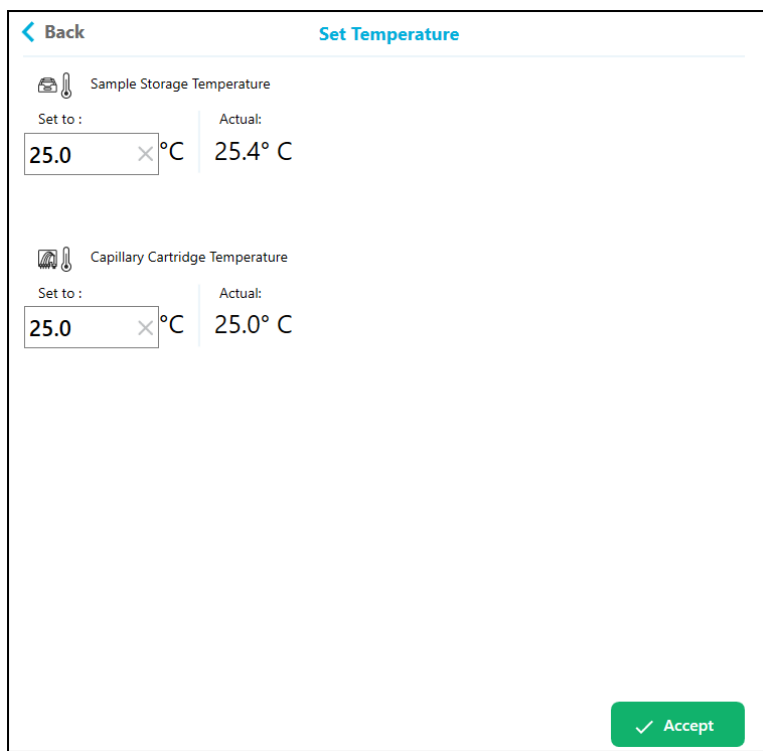 Back
Set Temperature
Sample Storage Temperature
Set to :
Actual:
25.0 °C
25.4° C
Capillary Cartridge Temperature
Set to :
Actual:
25.0 °C
25.0° C
Accept